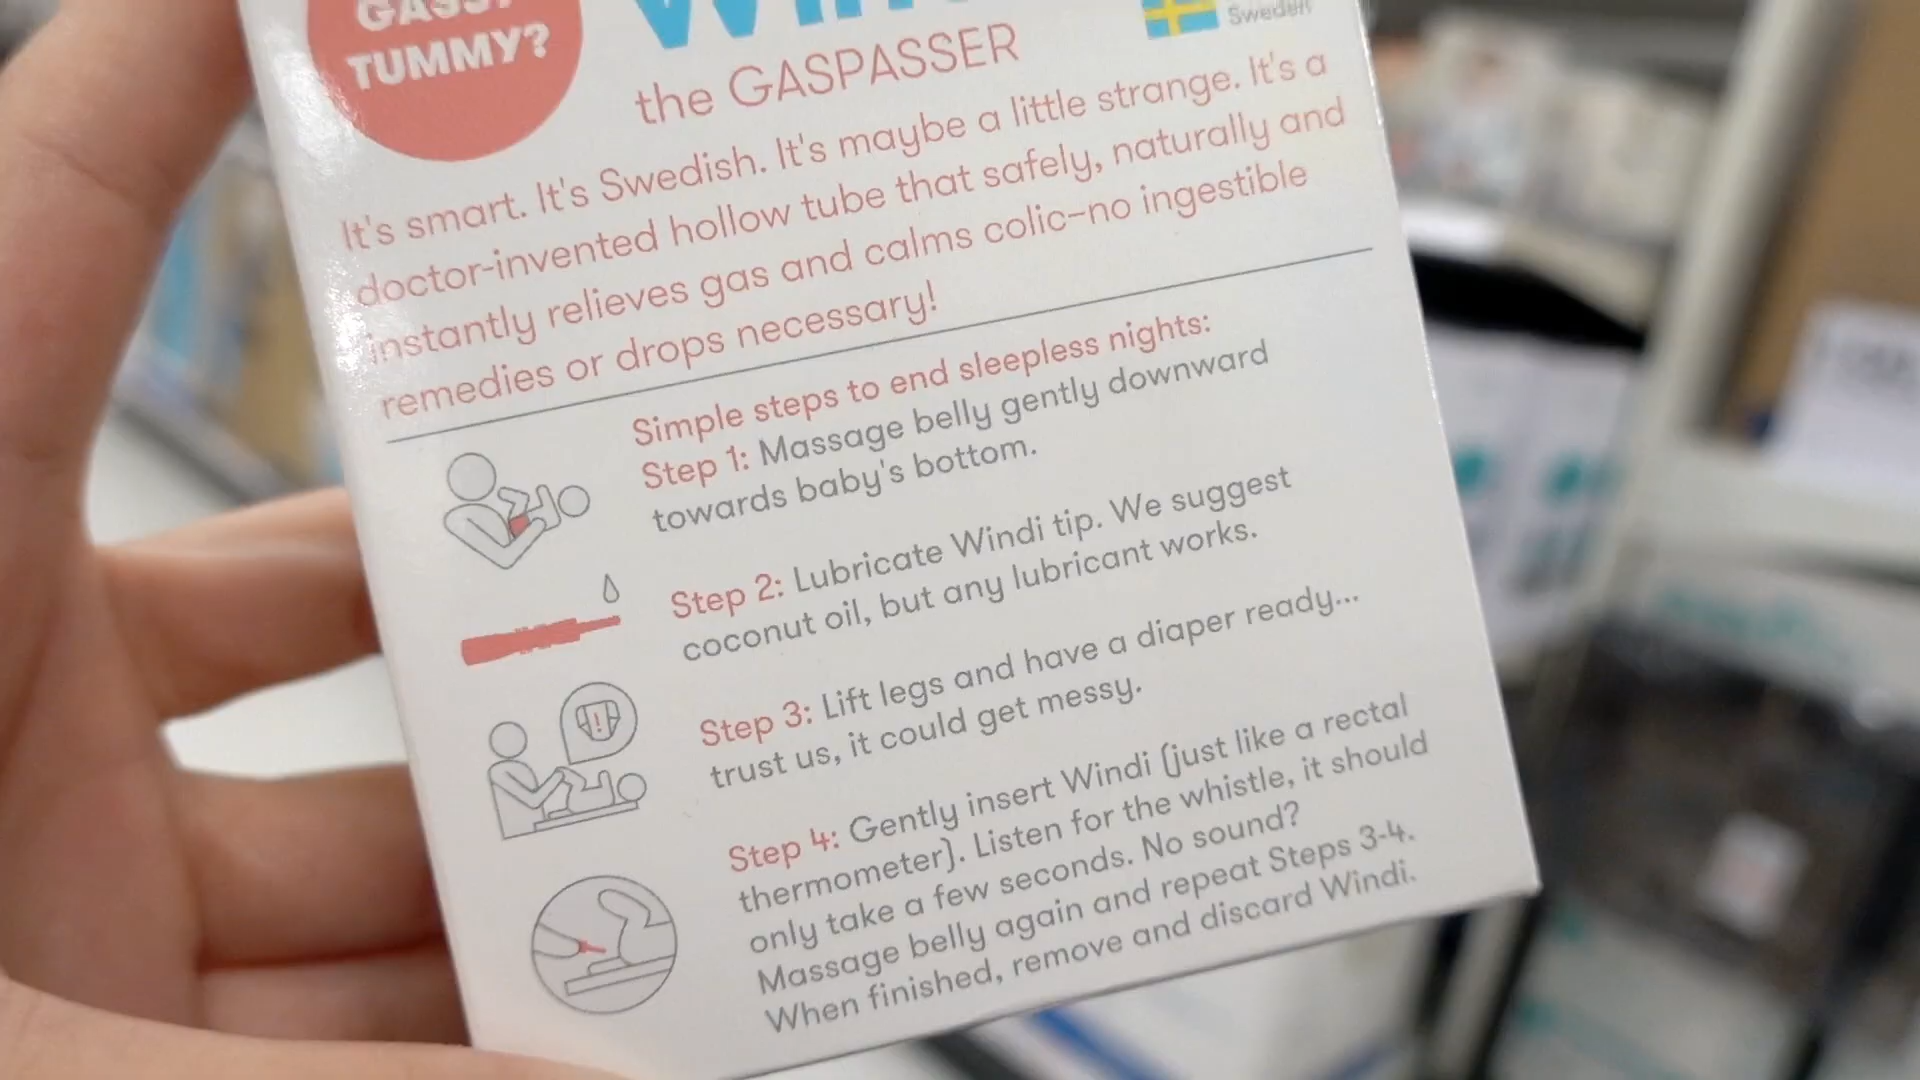 GASSY
TUMMY?
the GASPASSER
Sweden
It's smart. It's Swedish. It's maybe a little strange. It's a
doctor-invented hollow tube that safely, naturally and
instantly relieves gas and calms colic–no ingestible
remedies or drops necessary!
Simple steps to end sleepless nights:
Step 1: Massage belly gently downward
towards baby's bottom.
Step 2: Lubricate Windi tip. We suggest
coconut oil, but any lubricant works.
Step 3: Lift legs and have a diaper ready...
trust us, it could get messy.
Step 4: Gently insert Windi (just like a rectal
thermometer). Listen for the whistle, it should
only take a few seconds. No sound?
Massage belly again and repeat Steps 3-4.
When finished, remove and discard Windi.